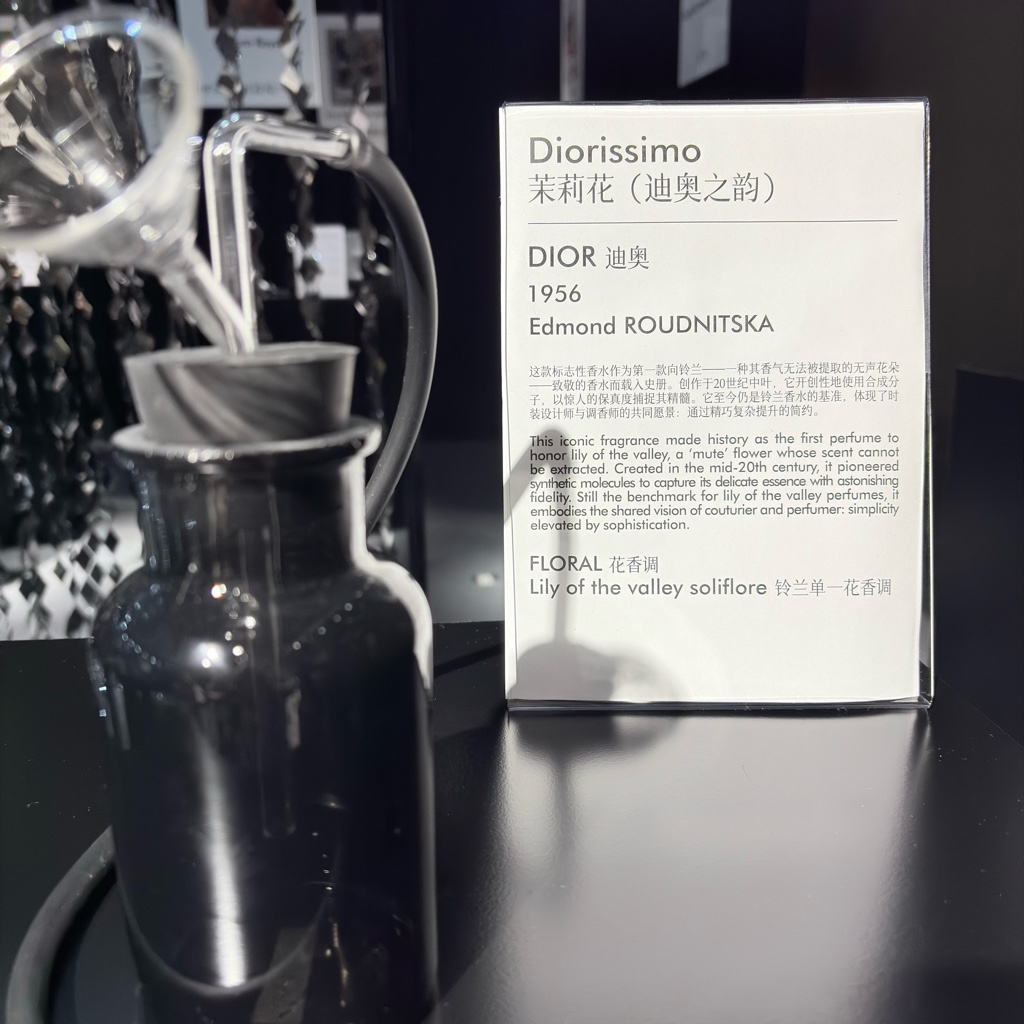 Diorissimo
茉莉花（迪奥之韵）
DIOR 迪奥
1956
Edmond ROUDNITSKA
这款标志性香水作为第一款向铃兰——一种其香气无法被提取的无声花朵
——致敬的香水而载入史册。创作于20世纪中叶，它开创性地使用合成分
子，以惊人的保真度捕捉其精髓。它至今仍是铃兰香水的基准，体现了时
装设计师与调香师的共同愿景：通过精巧复杂提升的简约。
This iconic fragrance made history as the first perfume to
honor lily of the valley, a ‘mute’ flower whose scent cannot
be extracted. Created in the mid-20th century, it pioneered
synthetic molecules to capture its delicate essence with astonishing
fidelity. Still the benchmark for lily of the valley perfumes, it
embodies the shared vision of couturier and perfumer: simplicity
elevated by sophistication.
FLORAL 花香调
Lily of the valley soliflore 铃兰单一花香调